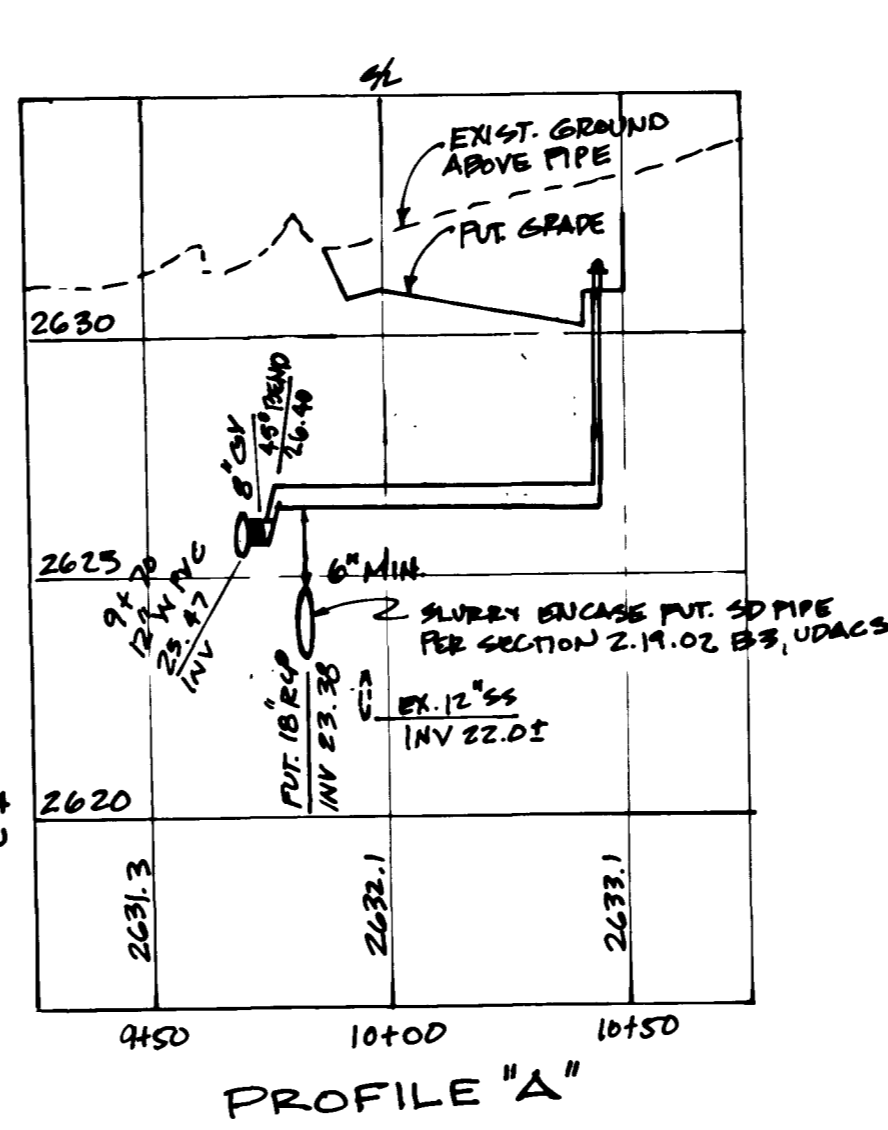 ℄
EXIST. GROUND
ABOVE PIPE
FUT. GRADE
2630
8" GV
45° BEND
26.40
2625
9+70
12" W PVC
25.47
INV
6" MIN.
SLURRY ENCASE FUT. SD PIPE
PER SECTION 2.19.02 B3, UDACS
FUT. 18" RCP
INV 23.38
EX. 12" SS
INV 22.0±
2620
2631.3
2632.1
2633.1
9+50
10+00
10+50
PROFILE "A"